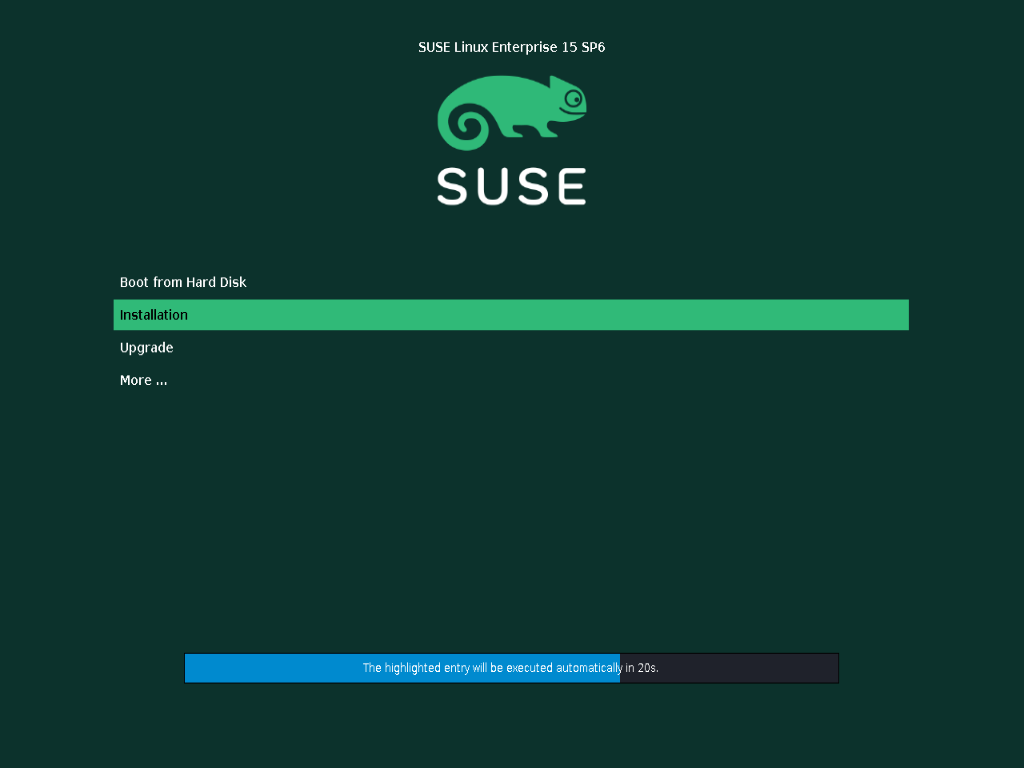 SUSE Linux Enterprise 15 SP6
SUSE
Boot from Hard Disk
Installation
Upgrade
More ...
The highlighted entry will be executed automatically in 20s.